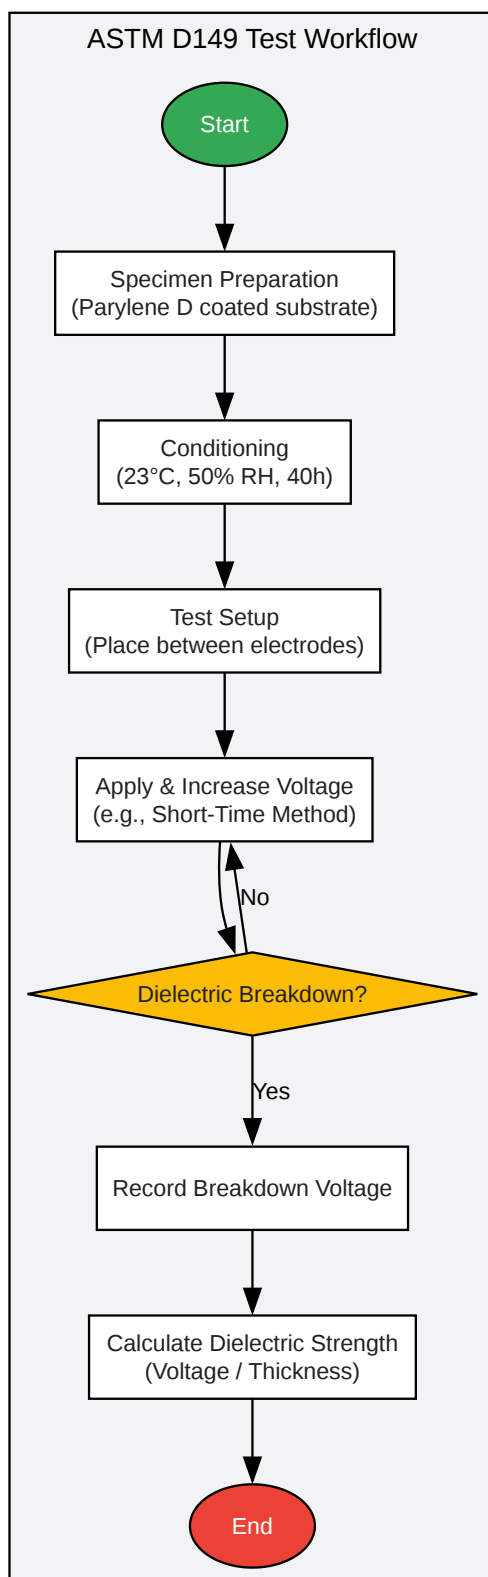 ASTM D149 Test Workflow
Start
Specimen Preparation
(Parylene D coated substrate)
Conditioning
(23°C, 50% RH, 40h)
Test Setup
(Place between electrodes)
Apply & Increase Voltage
(e.g., Short-Time Method)
No
Dielectric Breakdown?
Yes
Record Breakdown Voltage
Calculate Dielectric Strength
(Voltage / Thickness)
End